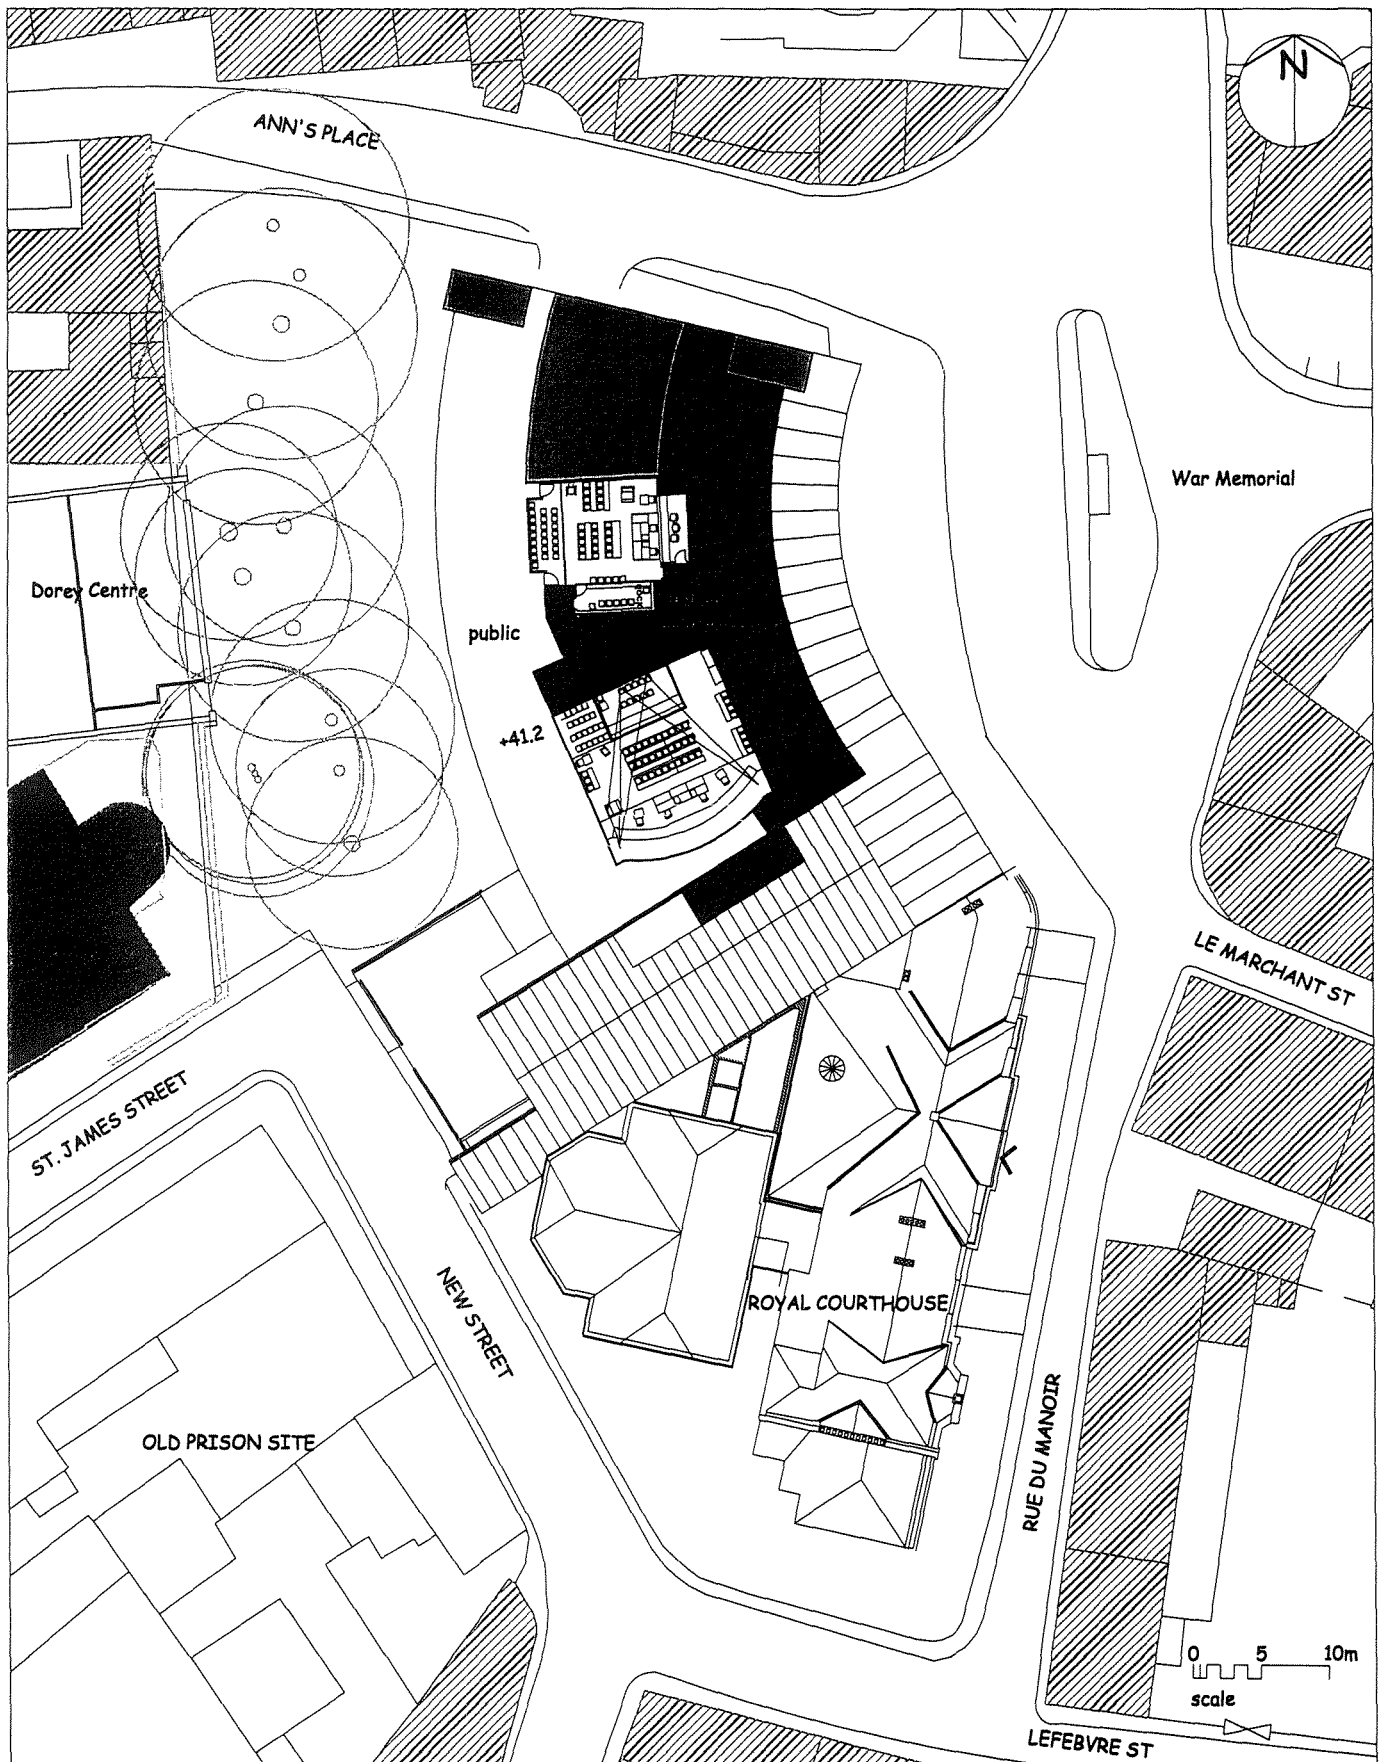 N
ANN'S PLACE
War Memorial
Dorey Centre
public
+41.2
LE MARCHANT ST
ST. JAMES STREET
NEW STREET
ROYAL COURTHOUSE
RUE DU MANOIR
OLD PRISON SITE
0 5 10m
scale
LEFEBVRE ST